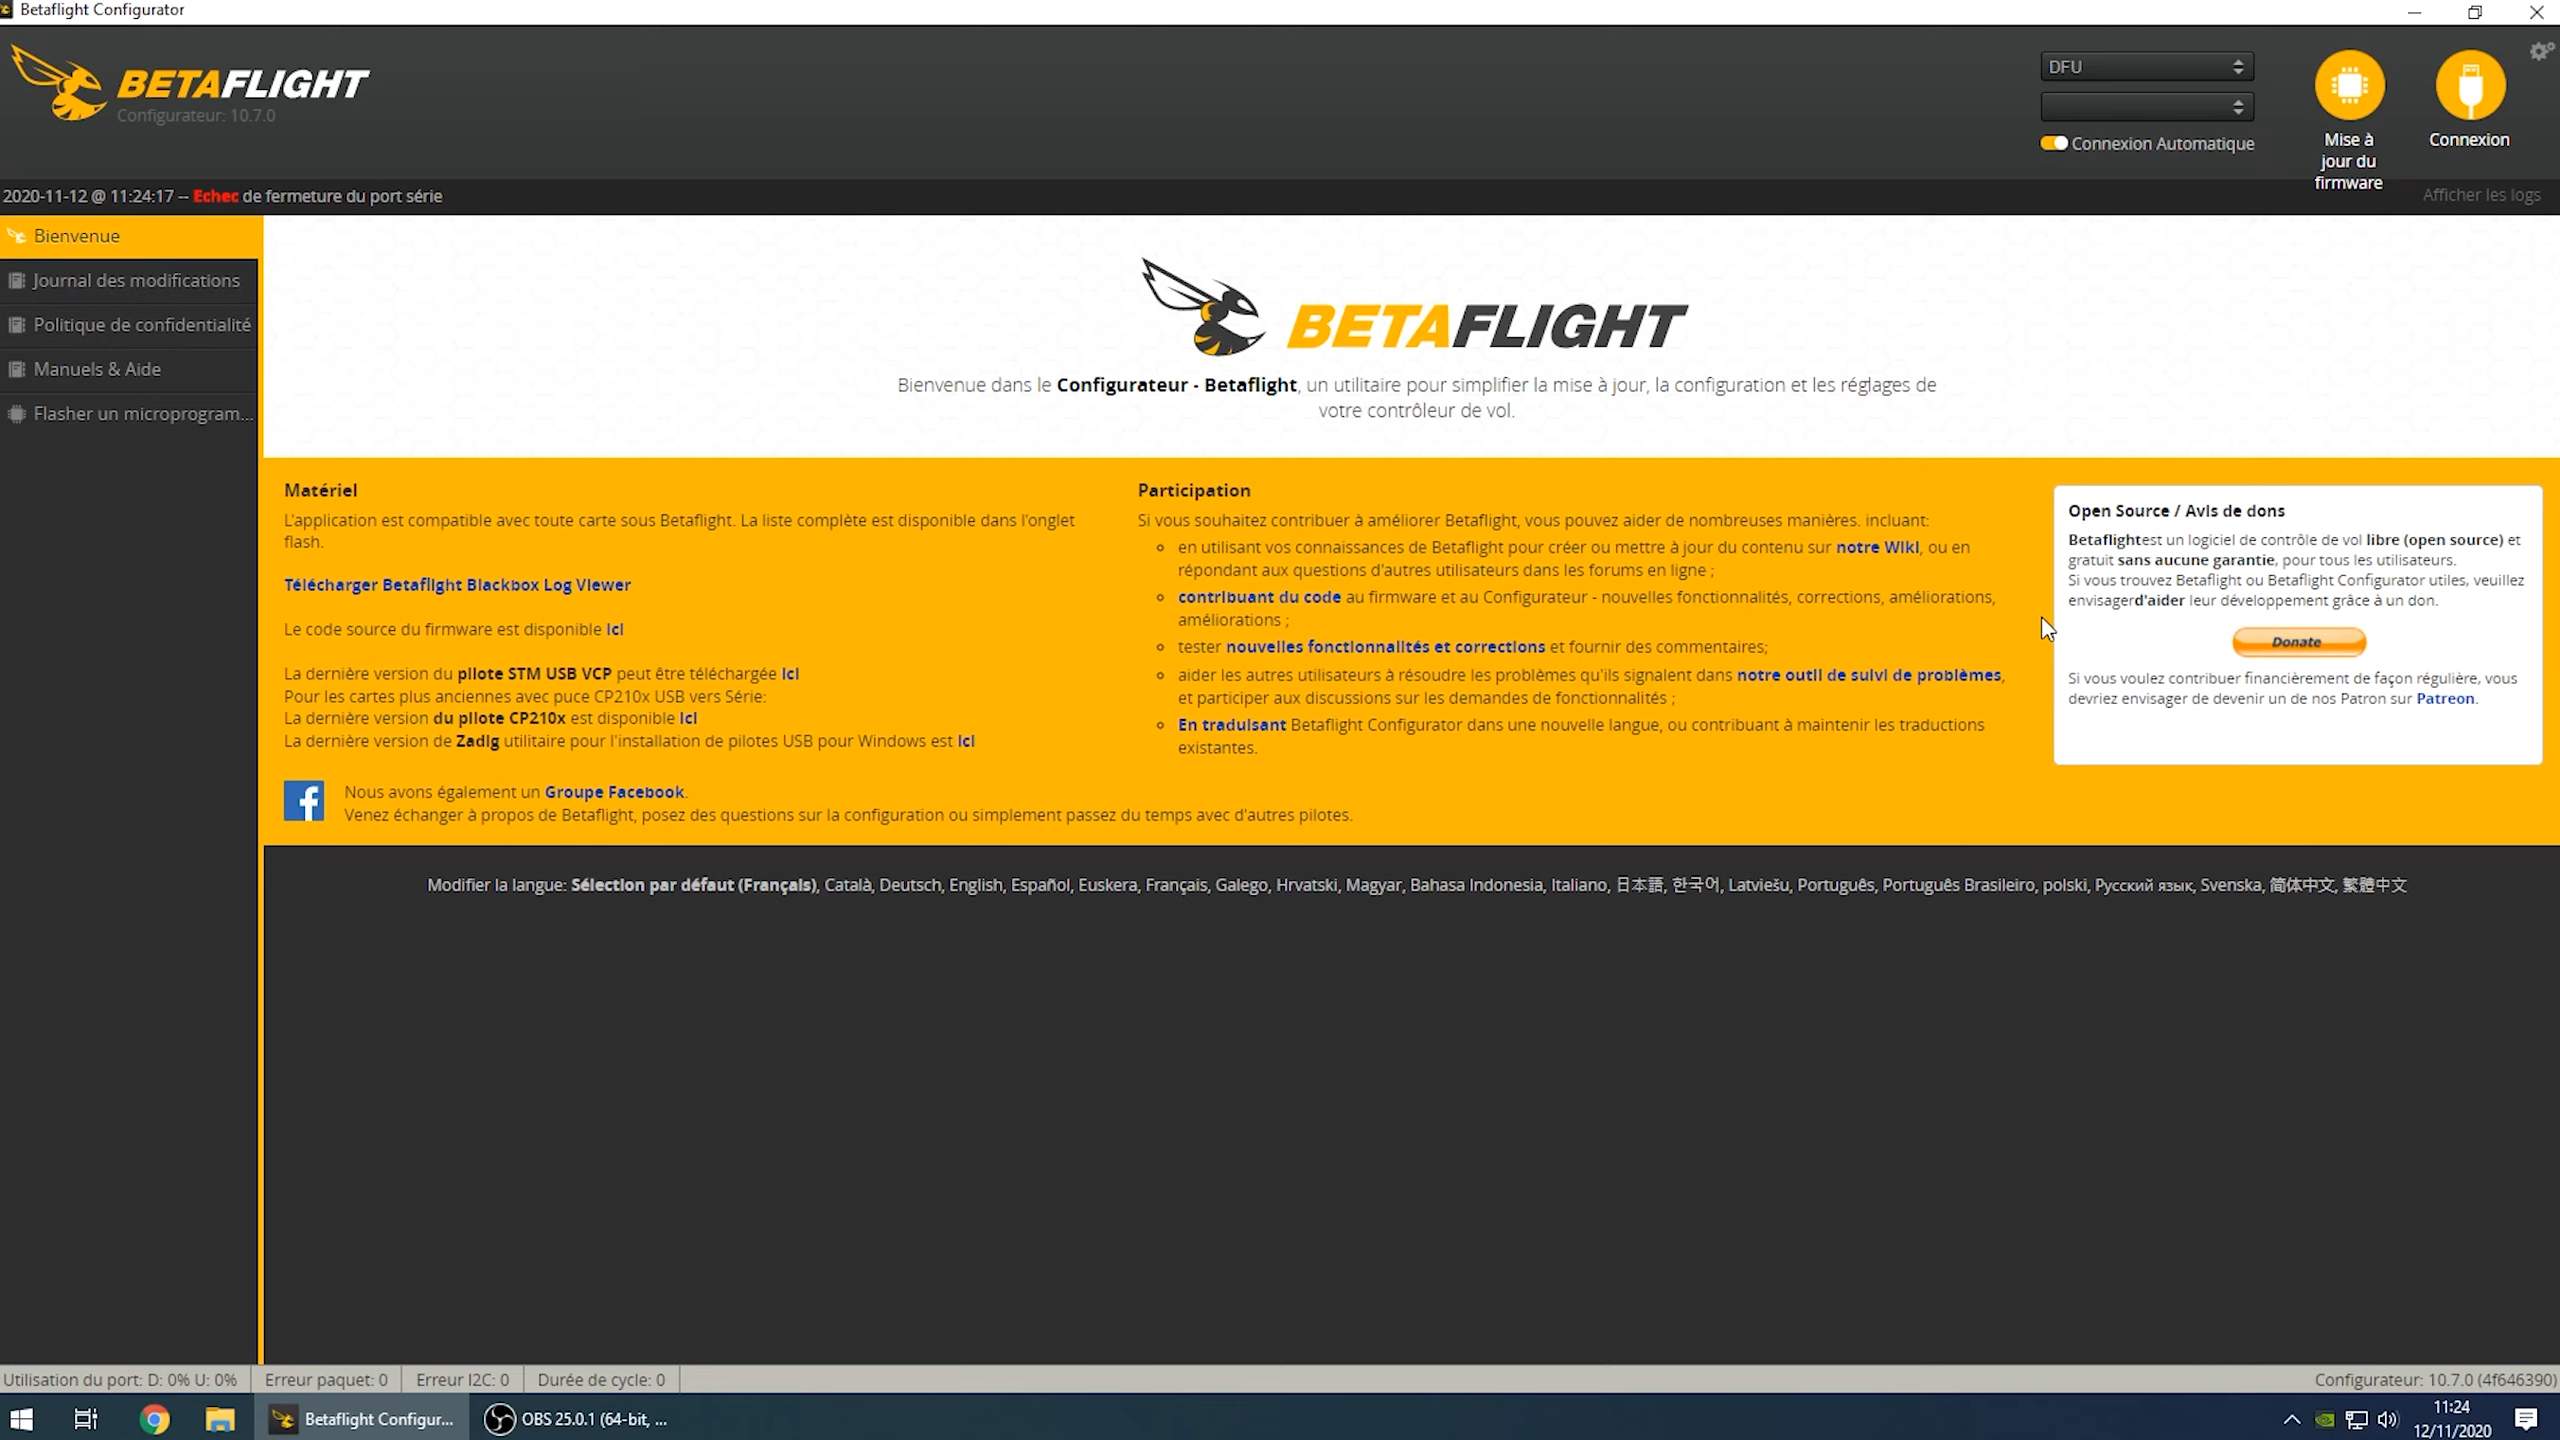 Betaflight Configurator
BETAFLIGHT
Configurateur: 10.7.0
DFU
Connexion Automatique
Mise à
jour du
firmware
Connexion
2020-11-12 @ 11:24:17 -- Echec de fermeture du port série
Afficher les logs
Bienvenue
Journal des modifications
Politique de confidentialité
Manuels & Aide
Flasher un microprogram...
BETAFLIGHT
Bienvenue dans le Configurateur - Betaflight, un utilitaire pour simplifier la mise à jour, la configuration et les réglages de
votre contrôleur de vol.
Matériel
L'application est compatible avec toute carte sous Betaflight. La liste complète est disponible dans l'onglet
flash.
Télécharger Betaflight Blackbox Log Viewer
Le code source du firmware est disponible Ici
La dernière version du pilote STM USB VCP peut être téléchargée Ici
Pour les cartes plus anciennes avec puce CP210x USB vers Série:
La dernière version du pilote CP210x est disponible Ici
La dernière version de Zadig utilitaire pour l'installation de pilotes USB pour Windows est Ici
Nous avons également un Groupe Facebook.
Venez échanger à propos de Betaflight, posez des questions sur la configuration ou simplement passez du temps avec d'autres pilotes.
Participation
Si vous souhaitez contribuer à améliorer Betaflight, vous pouvez aider de nombreuses manières. incluant:
en utilisant vos connaissances de Betaflight pour créer ou mettre à jour du contenu sur notre Wiki, ou en
répondant aux questions d'autres utilisateurs dans les forums en ligne ;
contribuant du code au firmware et au Configurateur - nouvelles fonctionnalités, corrections, améliorations,
améliorations ;
tester nouvelles fonctionnalités et corrections et fournir des commentaires;
aider les autres utilisateurs à résoudre les problèmes qu'ils signalent dans notre outil de suivi de problèmes,
et participer aux discussions sur les demandes de fonctionnalités ;
En traduisant Betaflight Configurator dans une nouvelle langue, ou contribuant à maintenir les traductions
existantes.
Open Source / Avis de dons
Betaflightest un logiciel de contrôle de vol libre (open source) et
gratuit sans aucune garantie, pour tous les utilisateurs.
Si vous trouvez Betaflight ou Betaflight Configurator utiles, veuillez
envisagerd'aider leur développement grâce à un don.
Donate
Si vous voulez contribuer financièrement de façon régulière, vous
devriez envisager de devenir un de nos Patron sur Patreon.
Modifier la langue: Sélection par défaut (Français), Català, Deutsch, English, Español, Euskera, Français, Galego, Hrvatski, Magyar, Bahasa Indonesia, Italiano, 日本語, 한국어, Latviešu, Português, Português Brasileiro, polski, Русский язык, Svenska, 简体中文, 繁體中文
Utilisation du port: D: 0% U: 0%
Erreur paquet: 0
Erreur I2C: 0
Durée de cycle: 0
Configurateur: 10.7.0 (4f646390)
Betaflight Configur...
OBS 25.0.1 (64-bit, ...
11:24
12/11/2020